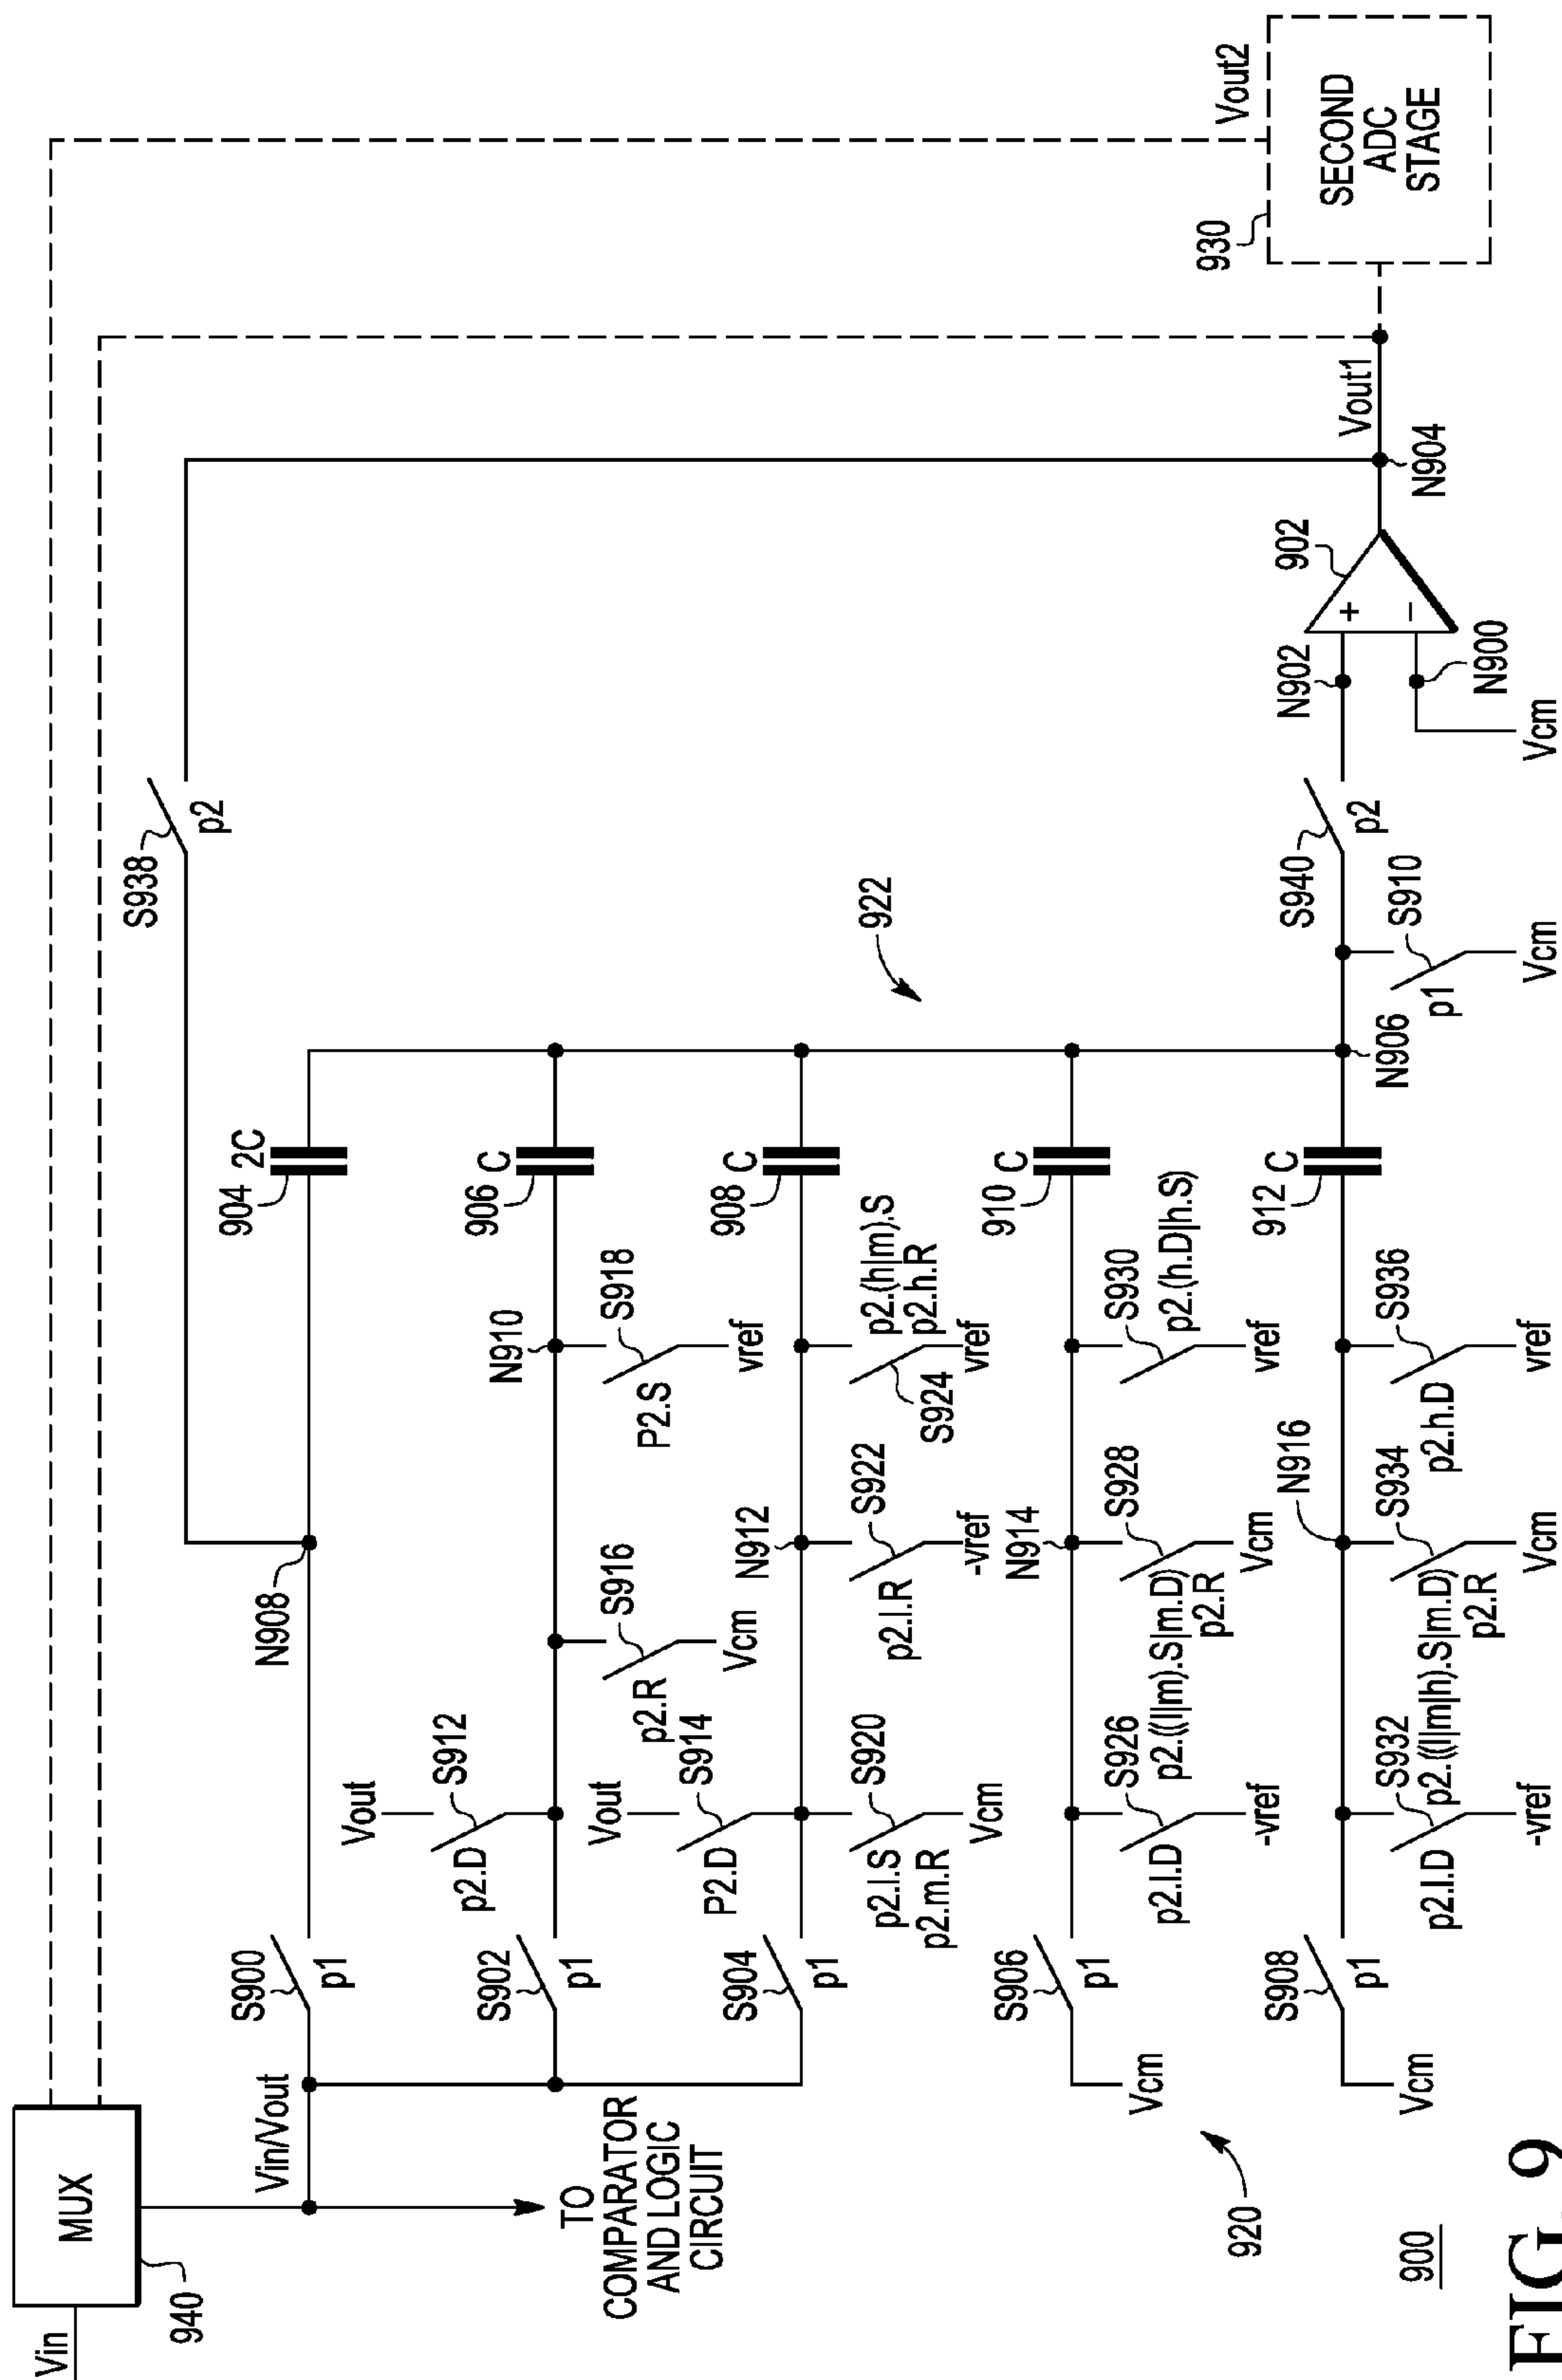 Vin
MUX
940
Vin/Vout
TO
COMPARATOR
AND LOGIC
CIRCUIT
S900
p1
N908
904
2C
S938
p2
Vout2
930
SECOND
ADC
STAGE
Vout
S912
p2.D
S902
p1
S916
p2.R
Vcm
N910
S918
P2.S
vref
906
C
922
Vout
S914
P2.D
S904
p1
S920
p2.l.S
p2.m.R
Vcm
N912
S922
p2.l.R
-vref
S924
p2.(h|m).S
p2.h.R
vref
908
C
S906
p1
Vcm
S926
p2.l.D
-vref
N914
S928
p2.((l|m).S|m.D)
p2.R
Vcm
S930
p2.(h.D|h.S)
vref
910
C
S908
p1
Vcm
S932
p2.l.D
-vref
N916
S934
p2.((l|m|h).S|m.D)
p2.R
Vcm
S936
p2.h.D
vref
912
C
N906
S910
p1
Vcm
S940
p2
N902
N900
Vcm
902
+
−
N904
Vout1
920
900
FIG. 9